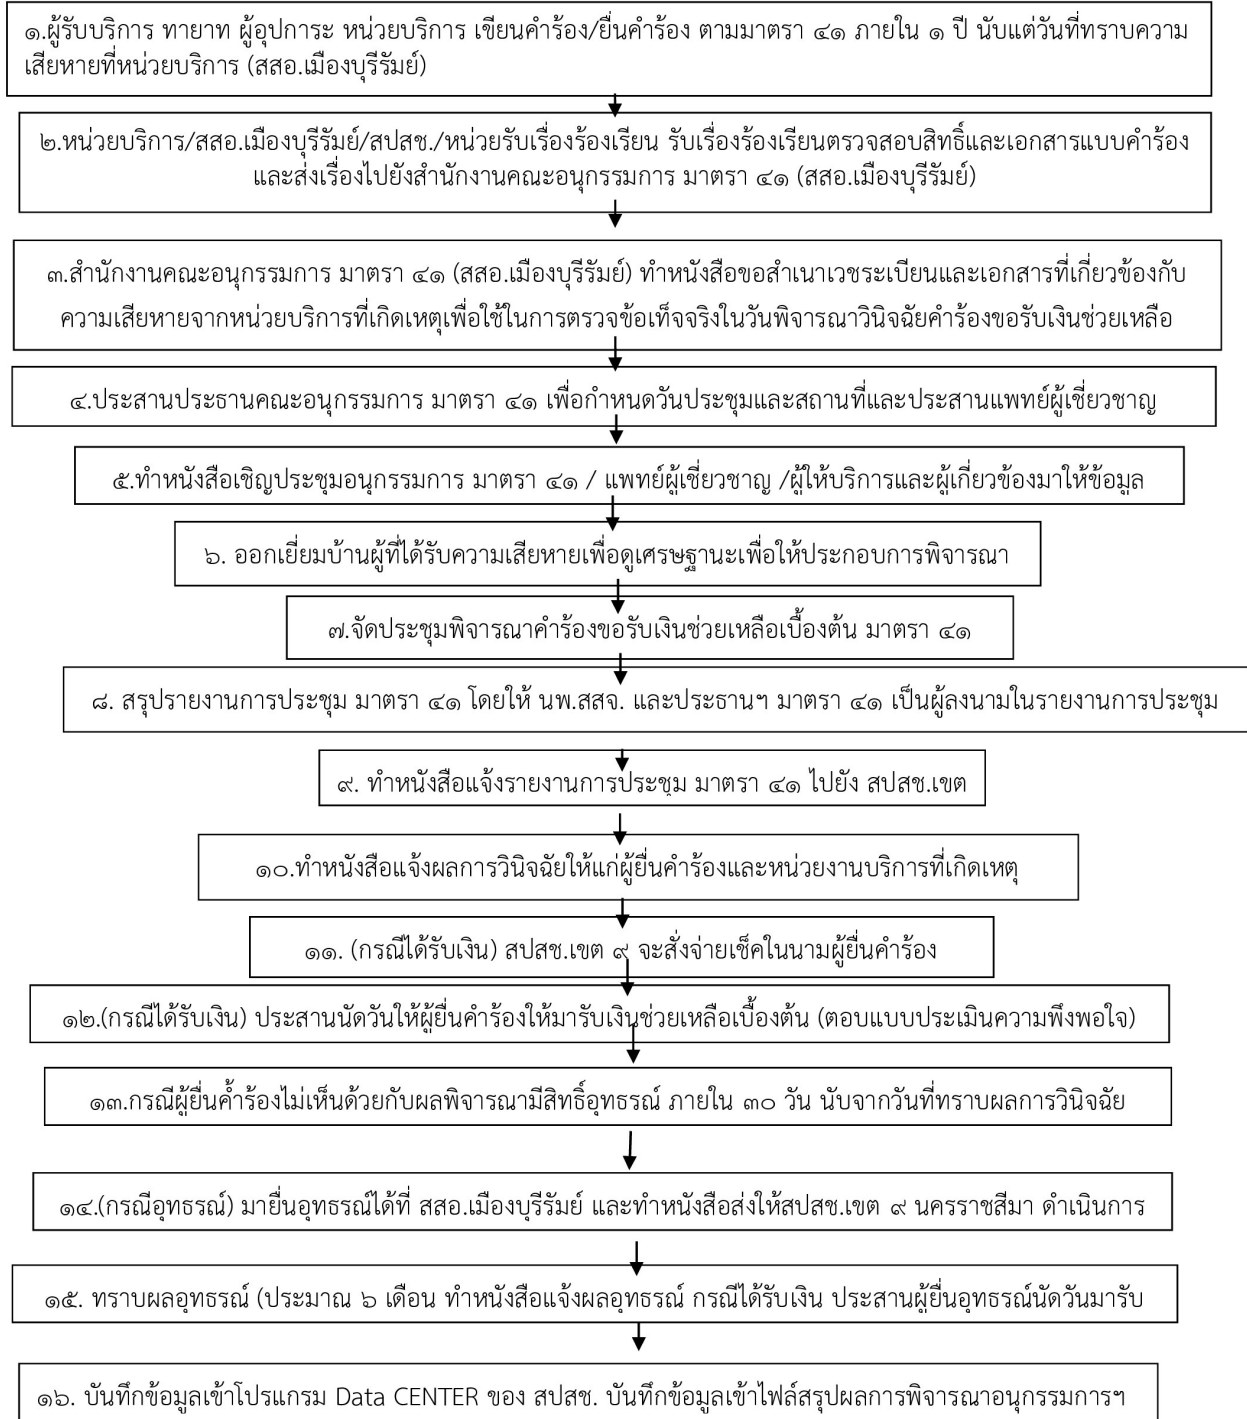 ๑.ผู้รับบริการ ทายาท ผู้อุปการะ หน่วยบริการ เขียนคำร้อง/ยื่นคำร้อง ตามมาตรา ๔๑ ภายใน ๑ ปี นับแต่วันที่ทราบความ
เสียหายที่หน่วยบริการ (สสอ.เมืองบุรีรัมย์)
๒.หน่วยบริการ/สสอ.เมืองบุรีรัมย์/สปสช./หน่วยรับเรื่องร้องเรียน รับเรื่องร้องเรียนตรวจสอบสิทธิ์และเอกสารแบบคำร้อง
และส่งเรื่องไปยังสำนักงานคณะอนุกรรมการ มาตรา ๔๑ (สสอ.เมืองบุรีรัมย์)
๓.สำนักงานคณะอนุกรรมการ มาตรา ๔๑ (สสอ.เมืองบุรีรัมย์) ทำหนังสือขอสำเนาเวชระเบียนและเอกสารที่เกี่ยวข้องกับ
ความเสียหายจากหน่วยบริการที่เกิดเหตุเพื่อใช้ในการตรวจข้อเท็จจริงในวันพิจารณาวินิจฉัยคำร้องขอรับเงินช่วยเหลือ
๔.ประสานประธานคณะอนุกรรมการ มาตรา ๔๑ เพื่อกำหนดวันประชุมและสถานที่และประสานแพทย์ผู้เชี่ยวชาญ
๕.ทำหนังสือเชิญประชุมอนุกรรมการ มาตรา ๔๑ / แพทย์ผู้เชี่ยวชาญ /ผู้ให้บริการและผู้เกี่ยวข้องมาให้ข้อมูล
๖. ออกเยี่ยมบ้านผู้ที่ได้รับความเสียหายเพื่อดูเศรษฐานะเพื่อให้ประกอบการพิจารณา
๗.จัดประชุมพิจารณาคำร้องขอรับเงินช่วยเหลือเบื้องต้น มาตรา ๔๑
๘. สรุปรายงานการประชุม มาตรา ๔๑ โดยให้ นพ.สสจ. และประธานฯ มาตรา ๔๑ เป็นผู้ลงนามในรายงานการประชุม
๙. ทำหนังสือแจ้งรายงานการประชุม มาตรา ๔๑ ไปยัง สปสช.เขต
๑๐.ทำหนังสือแจ้งผลการวินิจฉัยให้แก่ผู้ยื่นคำร้องและหน่วยงานบริการที่เกิดเหตุ
๑๑. (กรณีได้รับเงิน) สปสช.เขต ๙ จะสั่งจ่ายเช็คในนามผู้ยื่นคำร้อง
๑๒.(กรณีได้รับเงิน) ประสานนัดวันให้ผู้ยื่นคำร้องให้มารับเงินช่วยเหลือเบื้องต้น (ตอบแบบประเมินความพึงพอใจ)
๑๓.กรณีผู้ยื่นค้ำร้องไม่เห็นด้วยกับผลพิจารณามีสิทธิ์อุทธรณ์ ภายใน ๓๐ วัน นับจากวันที่ทราบผลการวินิจฉัย
๑๔.(กรณีอุทธรณ์) มายื่นอุทธรณ์ได้ที่ สสอ.เมืองบุรีรัมย์ และทำหนังสือส่งให้สปสช.เขต ๙ นครราชสีมา ดำเนินการ
๑๕. ทราบผลอุทธรณ์ (ประมาณ ๖ เดือน ทำหนังสือแจ้งผลอุทธรณ์ กรณีได้รับเงิน ประสานผู้ยื่นอุทธรณ์นัดวันมารับ
๑๖. บันทึกข้อมูลเข้าโปรแกรม Data CENTER ของ สปสช. บันทึกข้อมูลเข้าไฟล์สรุปผลการพิจารณาอนุกรรมการฯ